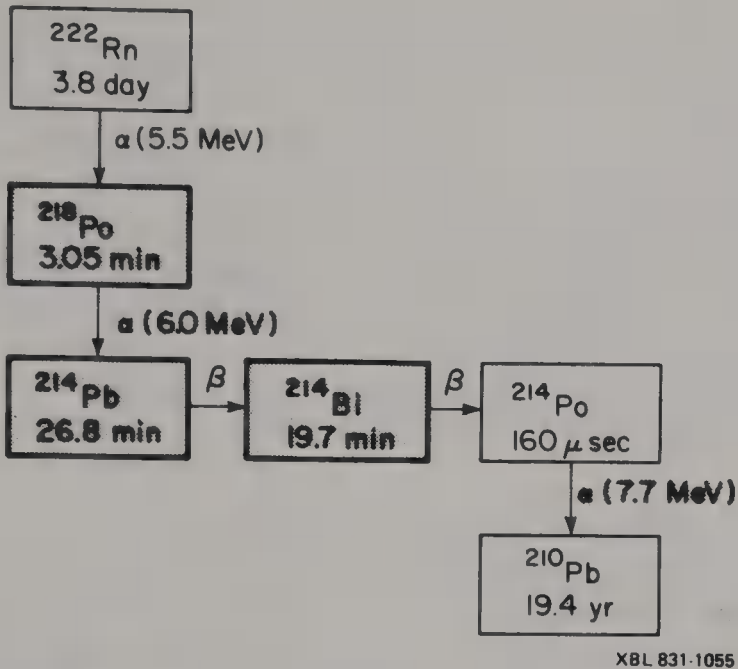 ²²²Rn
3.8 day
α (5.5 MeV)
²¹⁸Po
3.05 min
α (6.0 MeV)
²¹⁴Pb
26.8 min
β
²¹⁴Bi
19.7 min
β
²¹⁴Po
160 μ sec
α (7.7 MeV)
²¹⁰Pb
19.4 yr
XBL 831-1055